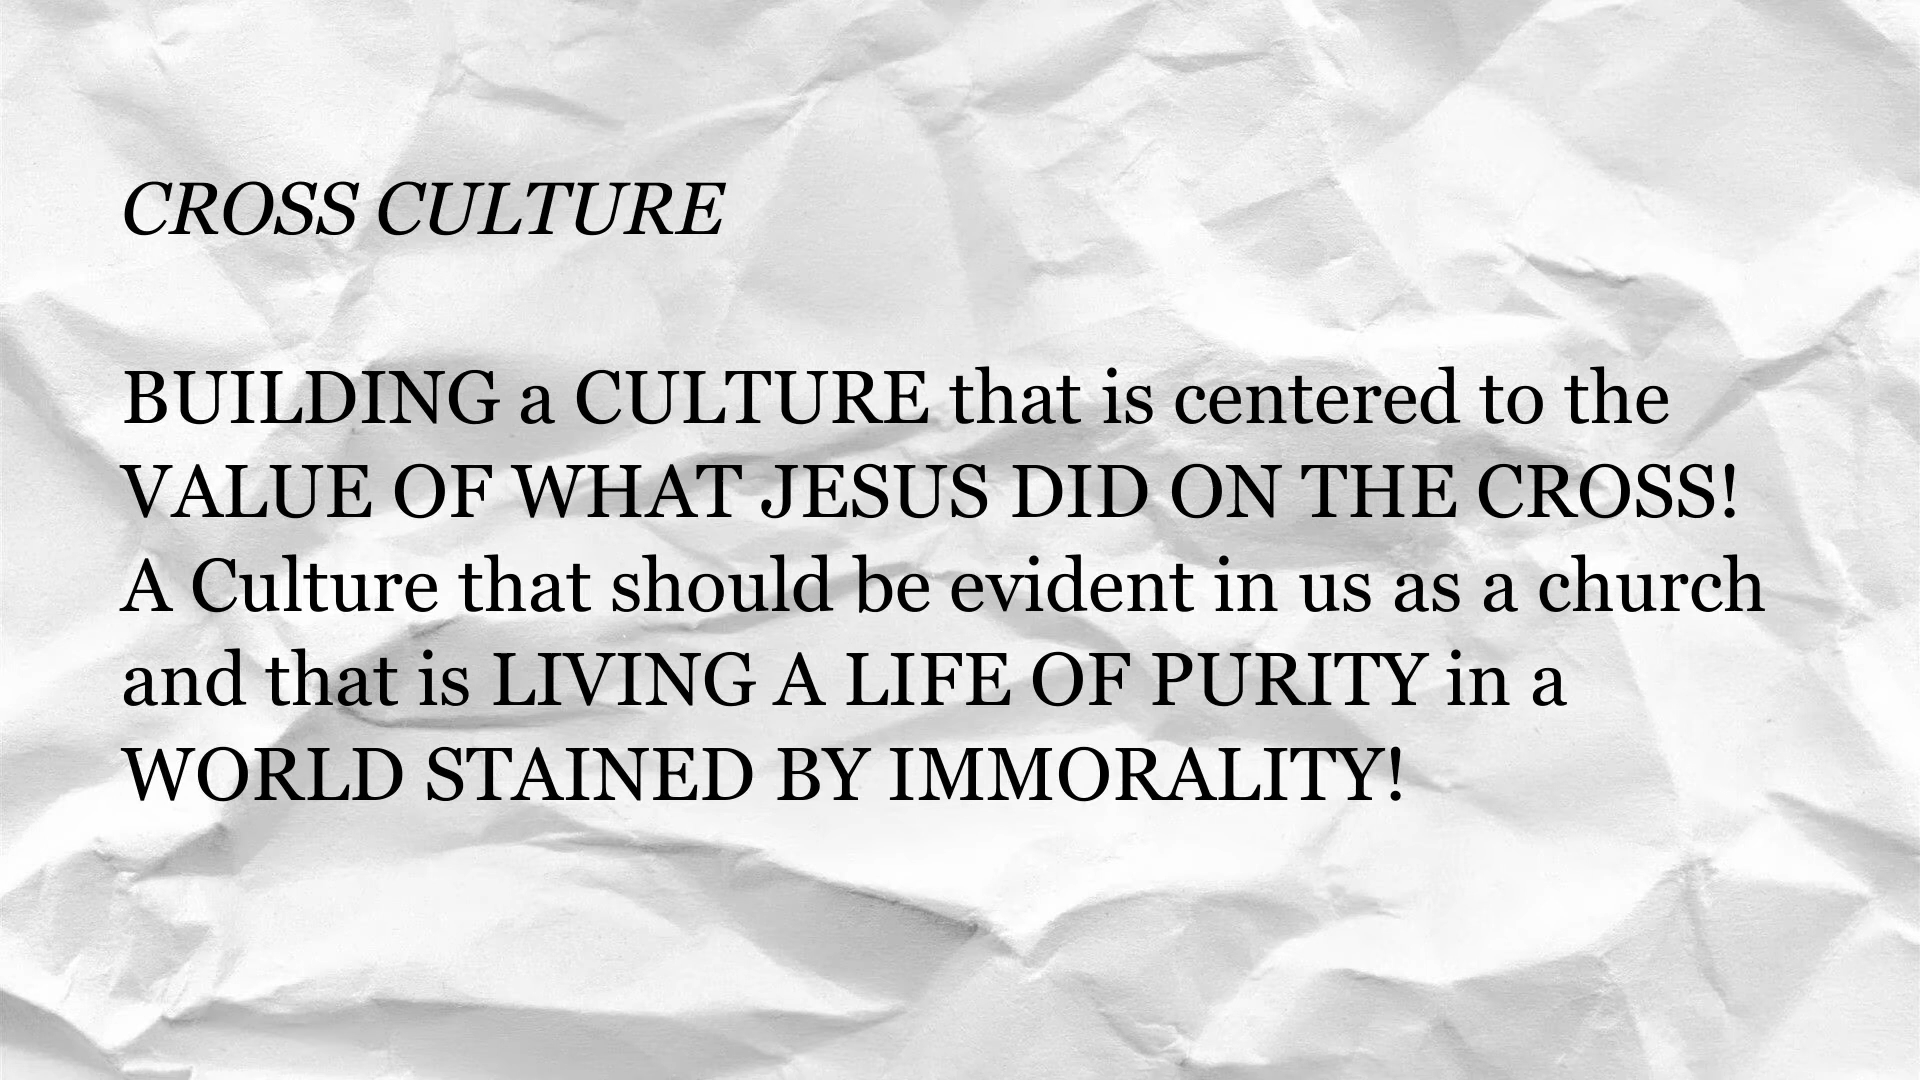 CROSS CULTURE
BUILDING a CULTURE that is centered to the
VALUE OF WHAT JESUS DID ON THE CROSS!
A Culture that should be evident in us as a church
and that is LIVING A LIFE OF PURITY in a
WORLD STAINED BY IMMORALITY!